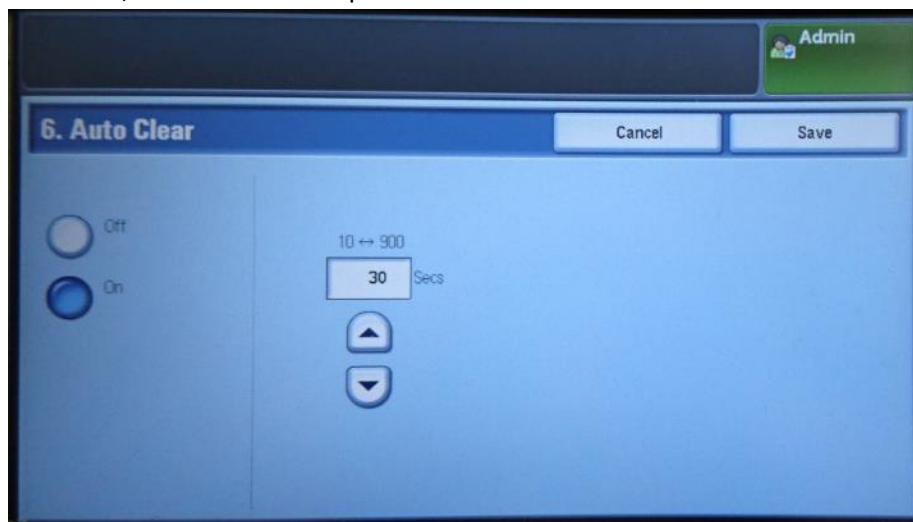 Admin
6. Auto Clear
Cancel
Save
Off
10 ↔ 900
30 Secs
On